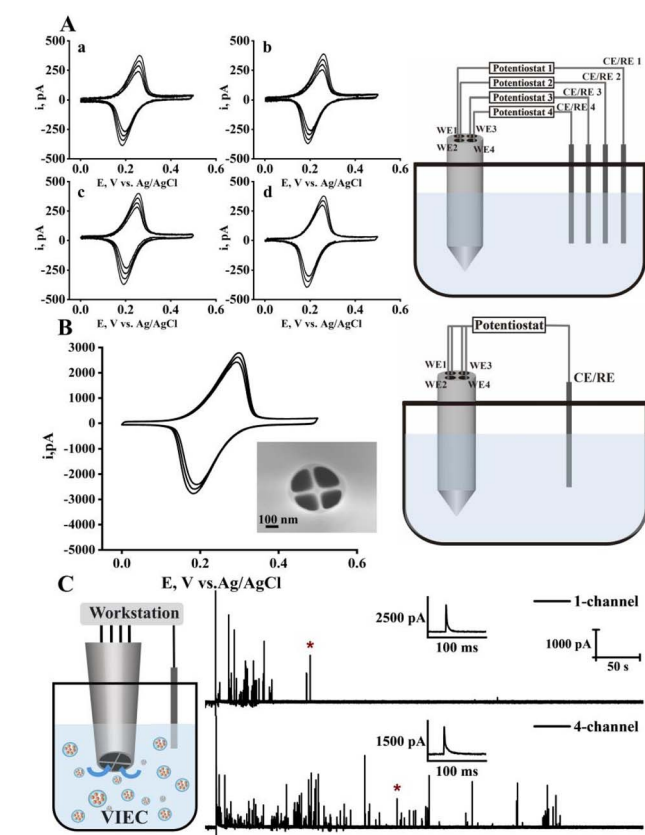 A
a
500
250
0
-250
-500
i, pA
0.0 0.2 0.4 0.6
E, V vs. Ag/AgCl
b
500
250
0
-250
-500
i, pA
0.0 0.2 0.4 0.6
E, V vs. Ag/AgCl
c
500
250
0
-250
-500
i, pA
0.0 0.2 0.4 0.6
E, V vs. Ag/AgCl
d
500
250
0
-250
-500
i, pA
0.0 0.2 0.4 0.6
E, V vs. Ag/AgCl
Potentiostat 1
CE/RE 1
Potentiostat 2
CE/RE 2
Potentiostat 3
CE/RE 3
Potentiostat 4
CE/RE 4
WE1
WE3
WE2
WE4
B
3000
2000
1000
0
-1000
-2000
-3000
-4000
-5000
i,pA
0.0 0.2 0.4 0.6
E, V vs.Ag/AgCl
100 nm
Potentiostat
WE1
WE3
WE2
WE4
CE/RE
C
Workstation
VIEC
*
2500 pA
100 ms
1-channel
1000 pA
50 s
*
1500 pA
100 ms
4-channel